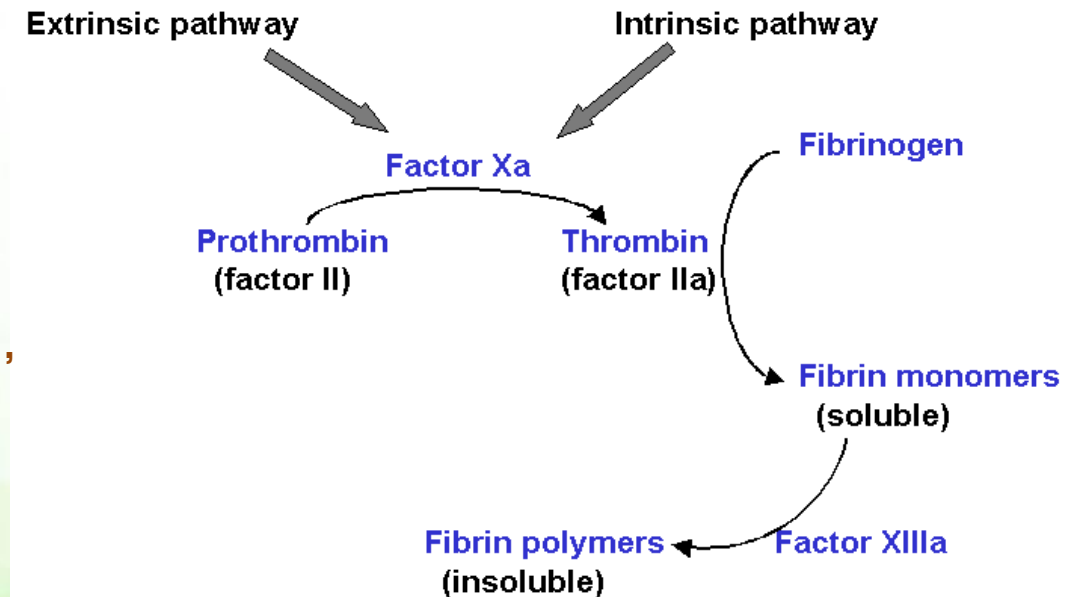 Extrinsic pathway
Intrinsic pathway
Fibrinogen
Factor Xa
Prothrombin
(factor II)
Thrombin
(factor IIa)
,
Fibrin monomers
(soluble)
Fibrin polymers
(insoluble)
Factor XIIIa